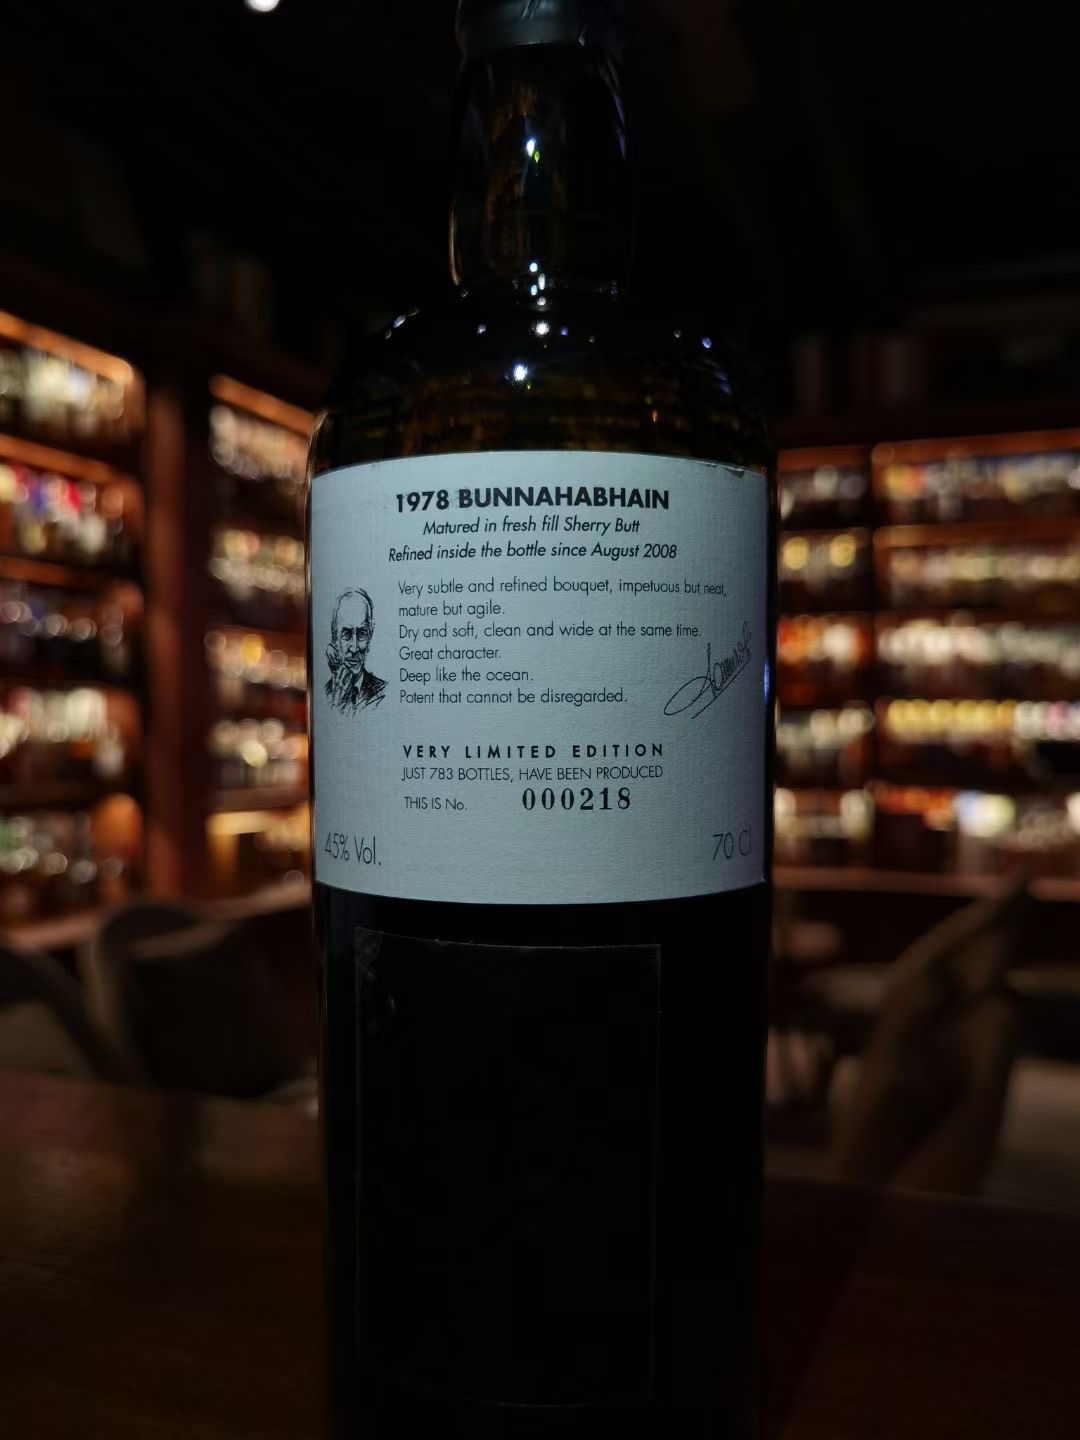 1978 BUNNAHABHAIN
Matured in fresh fill Sherry Butt
Refined inside the bottle since August 2008
Very subtle and refined bouquet, impetuous but neat,
mature but agile.
Dry and soft, clean and wide at the same time.
Great character.
Deep like the ocean.
Potent that cannot be disregarded.
VERY LIMITED EDITION
JUST 783 BOTTLES, HAVE BEEN PRODUCED
THIS IS No. 000218
45% Vol. 70 Cl